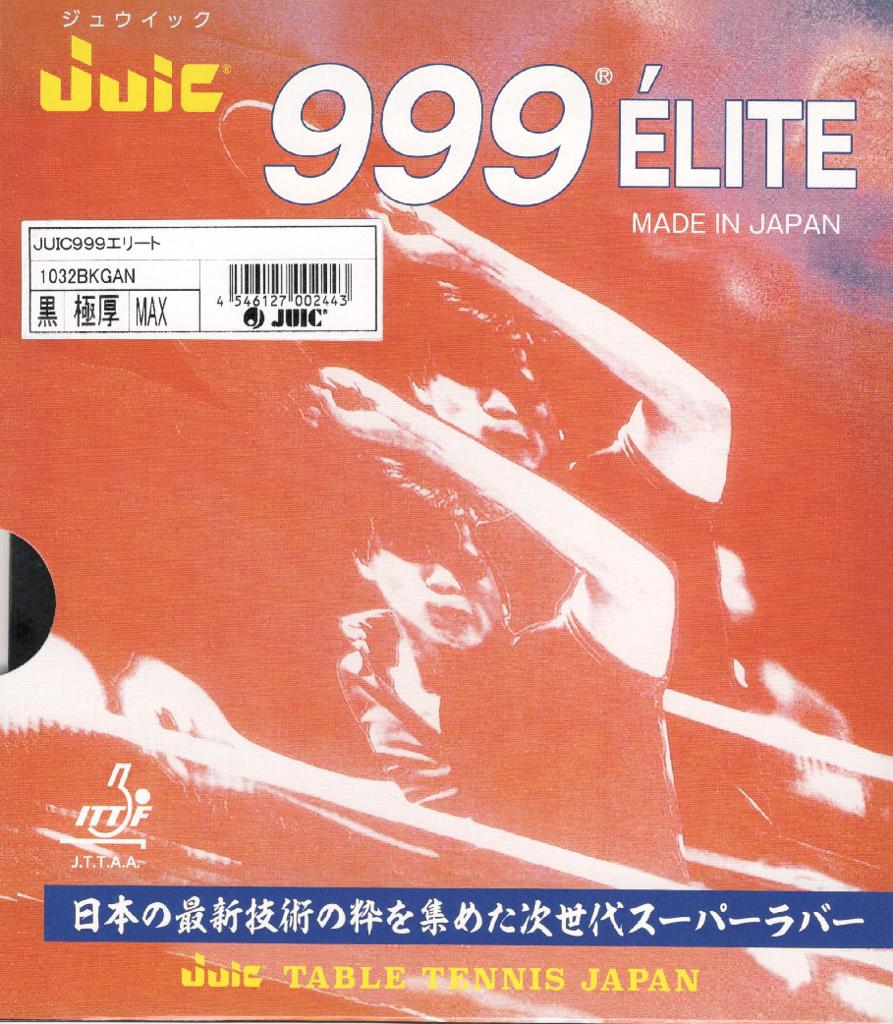 ジュウイック
juic®
999® ÉLITE
MADE IN JAPAN
JUIC999エリート
1032BKGAN
黒 極厚 MAX
4 546127 002443
JUIC®
ITTF
J.T.T.A.A.
日本の最新技術の粋を集めた次世代スーパーラバー
juic TABLE TENNIS JAPAN